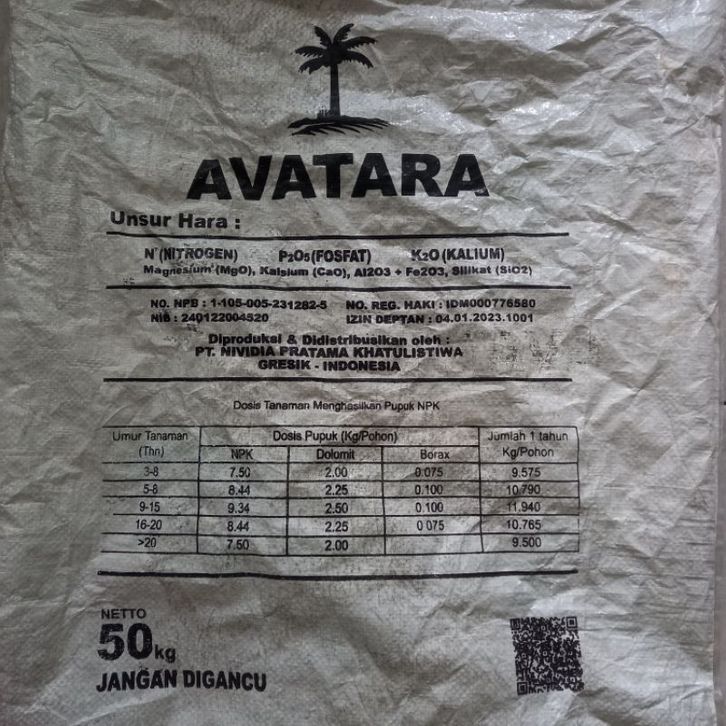 AVATARA
Unsur Hara :
N (NITROGEN) P2O5 (FOSFAT) K2O (KALIUM)
Magnesium (MgO), Kalsium (CaO), Al2O3 + Fe2O3, Silikat (SiO2)
NO. NPB : 1-105-005-231282-5 NO. REG. HAKI : IDM000776580
NIB : 240122004520 IZIN DEPTAN : 04.01.2023.1001
Diproduksi & Didistribusikan oleh :
PT. NIVIDIA PRATAMA KHATULISTIWA
GRESIK - INDONESIA
Dosis Tanaman Menghasilkan Pupuk NPK
Umur Tanaman (Thn) Dosis Pupuk (Kg/Pohon) Jumlah 1 tahun Kg/Pohon
NPK Dolomit Borax
3-8 7.50 2.00 0.075 9.575
5-8 8.44 2.25 0.100 10.790
9-15 9.34 2.50 0.100 11.940
16-20 8.44 2.25 0 075 10.765
>20 7.50 2.00 9.500
NETTO
50 kg
JANGAN DIGANCU